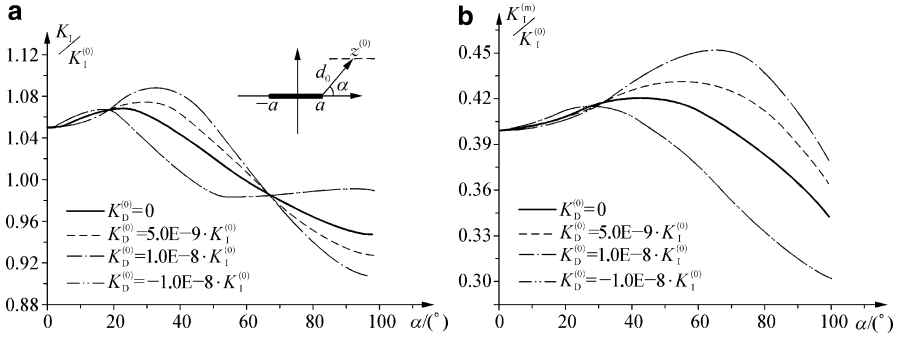 a
K_I / K_I^(0)
1.12
1.08
1.04
1.00
0.96
0.92
0.88
0 20 40 60 80 100 α/(°)
z^(0)
d_0
α
−a a
K_D^(0)=0
K_D^(0)=5.0E−9·K_I^(0)
K_D^(0)=1.0E−8·K_I^(0)
K_D^(0)=−1.0E−8·K_I^(0)
b
K_I^(m) / K_I^(0)
0.45
0.42
0.39
0.36
0.33
0.30
0 20 40 60 80 100 α/(°)
K_D^(0)=0
K_D^(0)=5.0E−9·K_I^(0)
K_D^(0)=1.0E−8·K_I^(0)
K_D^(0)=−1.0E−8·K_I^(0)